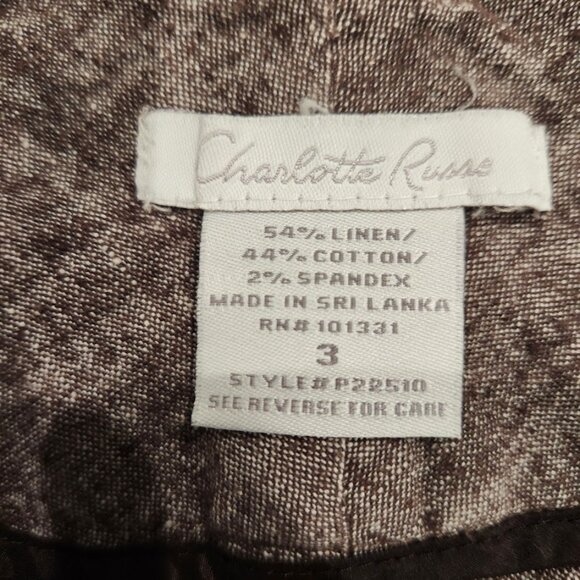 Charlotte Russe
54% LINEN/
44% COTTON/
2% SPANDEX
MADE IN SRI LANKA
RN# 101331
3
STYLE# P22510
SEE REVERSE FOR CARE